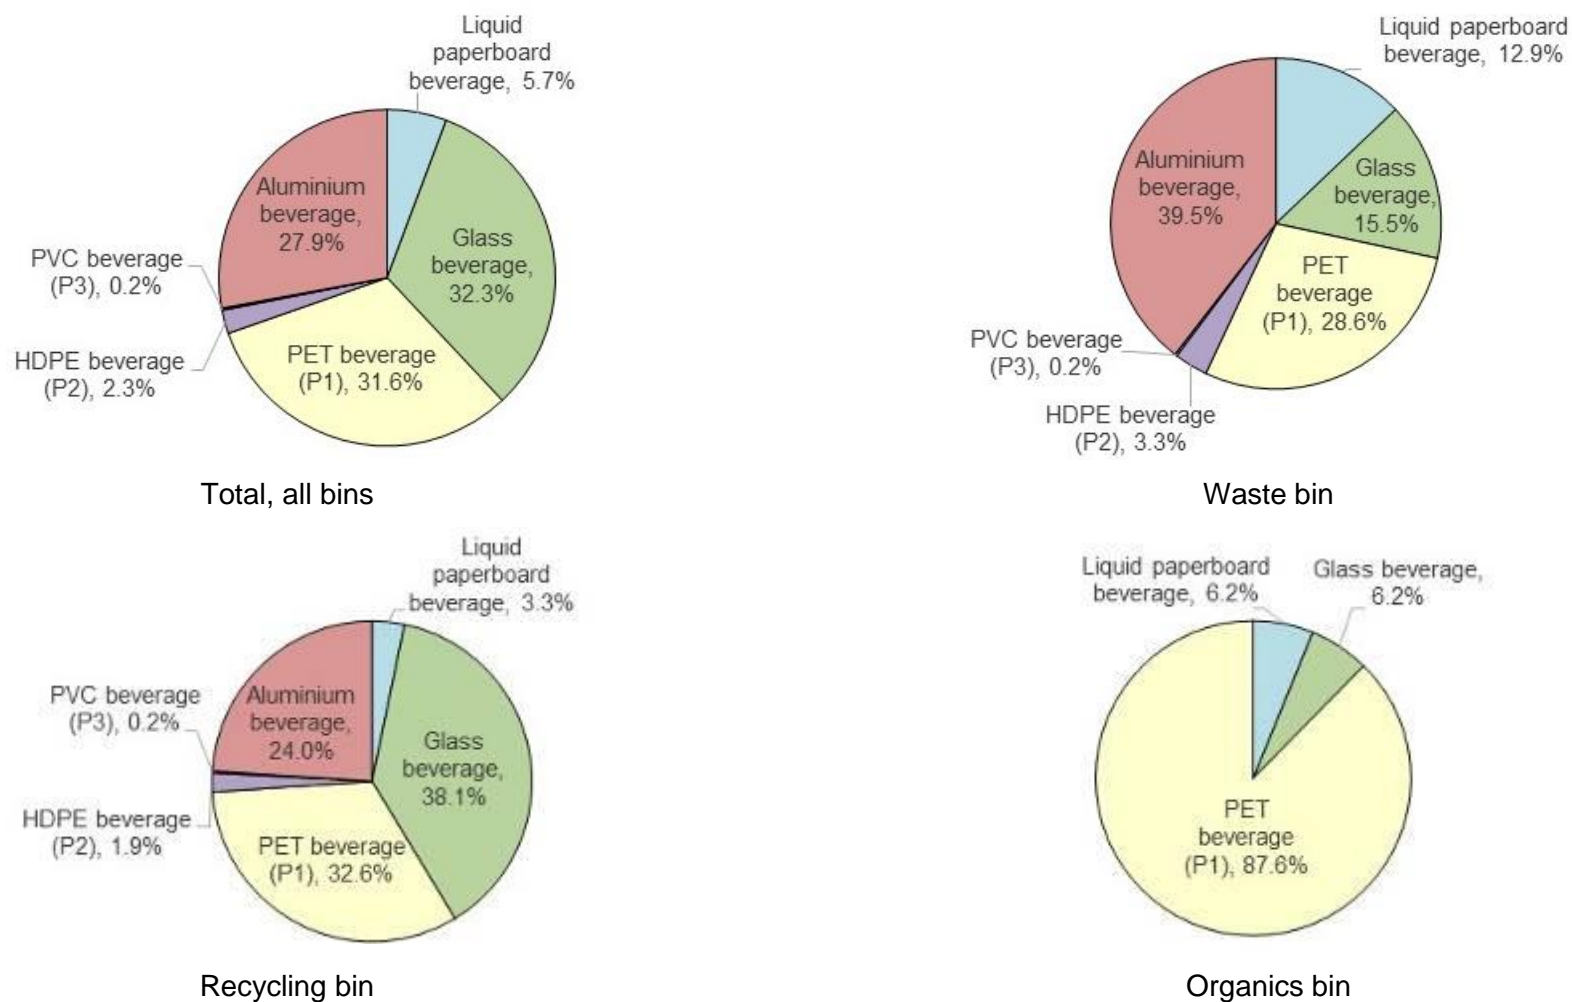 Liquid
paperboard
beverage, 5.7%
Aluminium
beverage,
27.9%
Glass
beverage,
32.3%
PVC beverage
(P3), 0.2%
HDPE beverage
(P2), 2.3%
PET beverage
(P1), 31.6%
Total, all bins
Liquid paperboard
beverage, 12.9%
Aluminium
beverage,
39.5%
Glass
beverage,
15.5%
PET
beverage
(P1), 28.6%
PVC beverage
(P3), 0.2%
HDPE beverage
(P2), 3.3%
Waste bin
Liquid
paperboard
beverage, 3.3%
PVC beverage
(P3), 0.2%
Aluminium
beverage,
24.0%
Glass
beverage,
38.1%
HDPE beverage
(P2), 1.9%
PET beverage
(P1), 32.6%
Recycling bin
Liquid paperboard
beverage, 6.2%
Glass beverage,
6.2%
PET
beverage
(P1), 87.6%
Organics bin